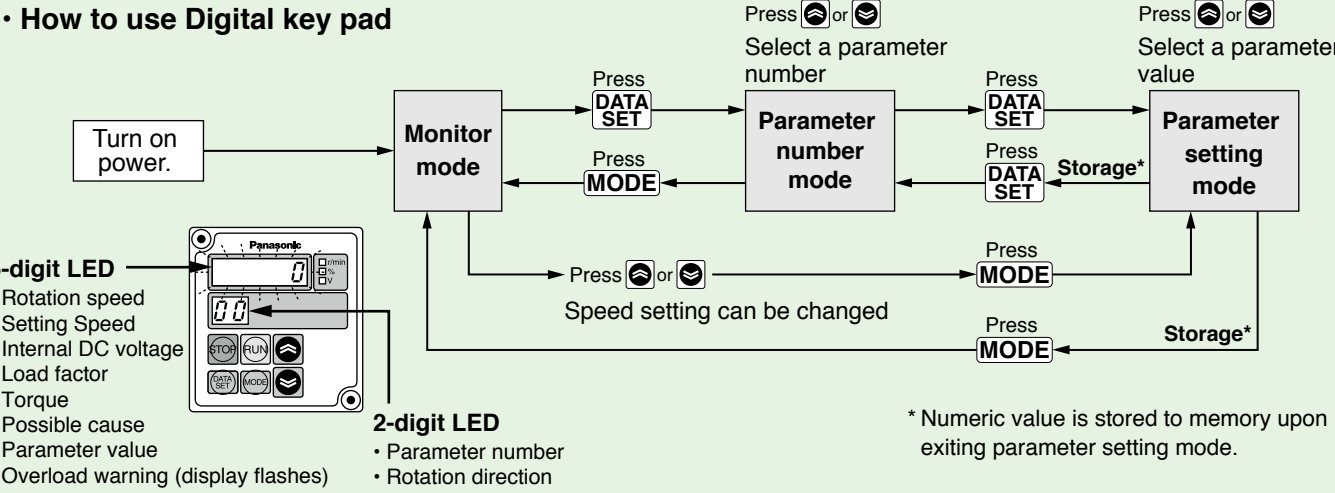 ・How to use Digital key pad
Press or
Select a parameter
number
Press or
Select a parameter
value
Turn on
power.
Monitor
mode
Press
DATA
SET
Press
MODE
Parameter
number
mode
Press
DATA
SET
Press
DATA
SET
Storage*
Parameter
setting
mode
Press or
Speed setting can be changed
Press
MODE
Press
MODE
Storage*
-digit LED
Rotation speed
Setting Speed
Internal DC voltage
Load factor
Torque
Possible cause
Parameter value
Overload warning (display flashes)
Panasonic
0
r/min
%
V
00
STOP RUN
DATA
SET
MODE
2-digit LED
・Parameter number
・Rotation direction
* Numeric value is stored to memory upon
exiting parameter setting mode.